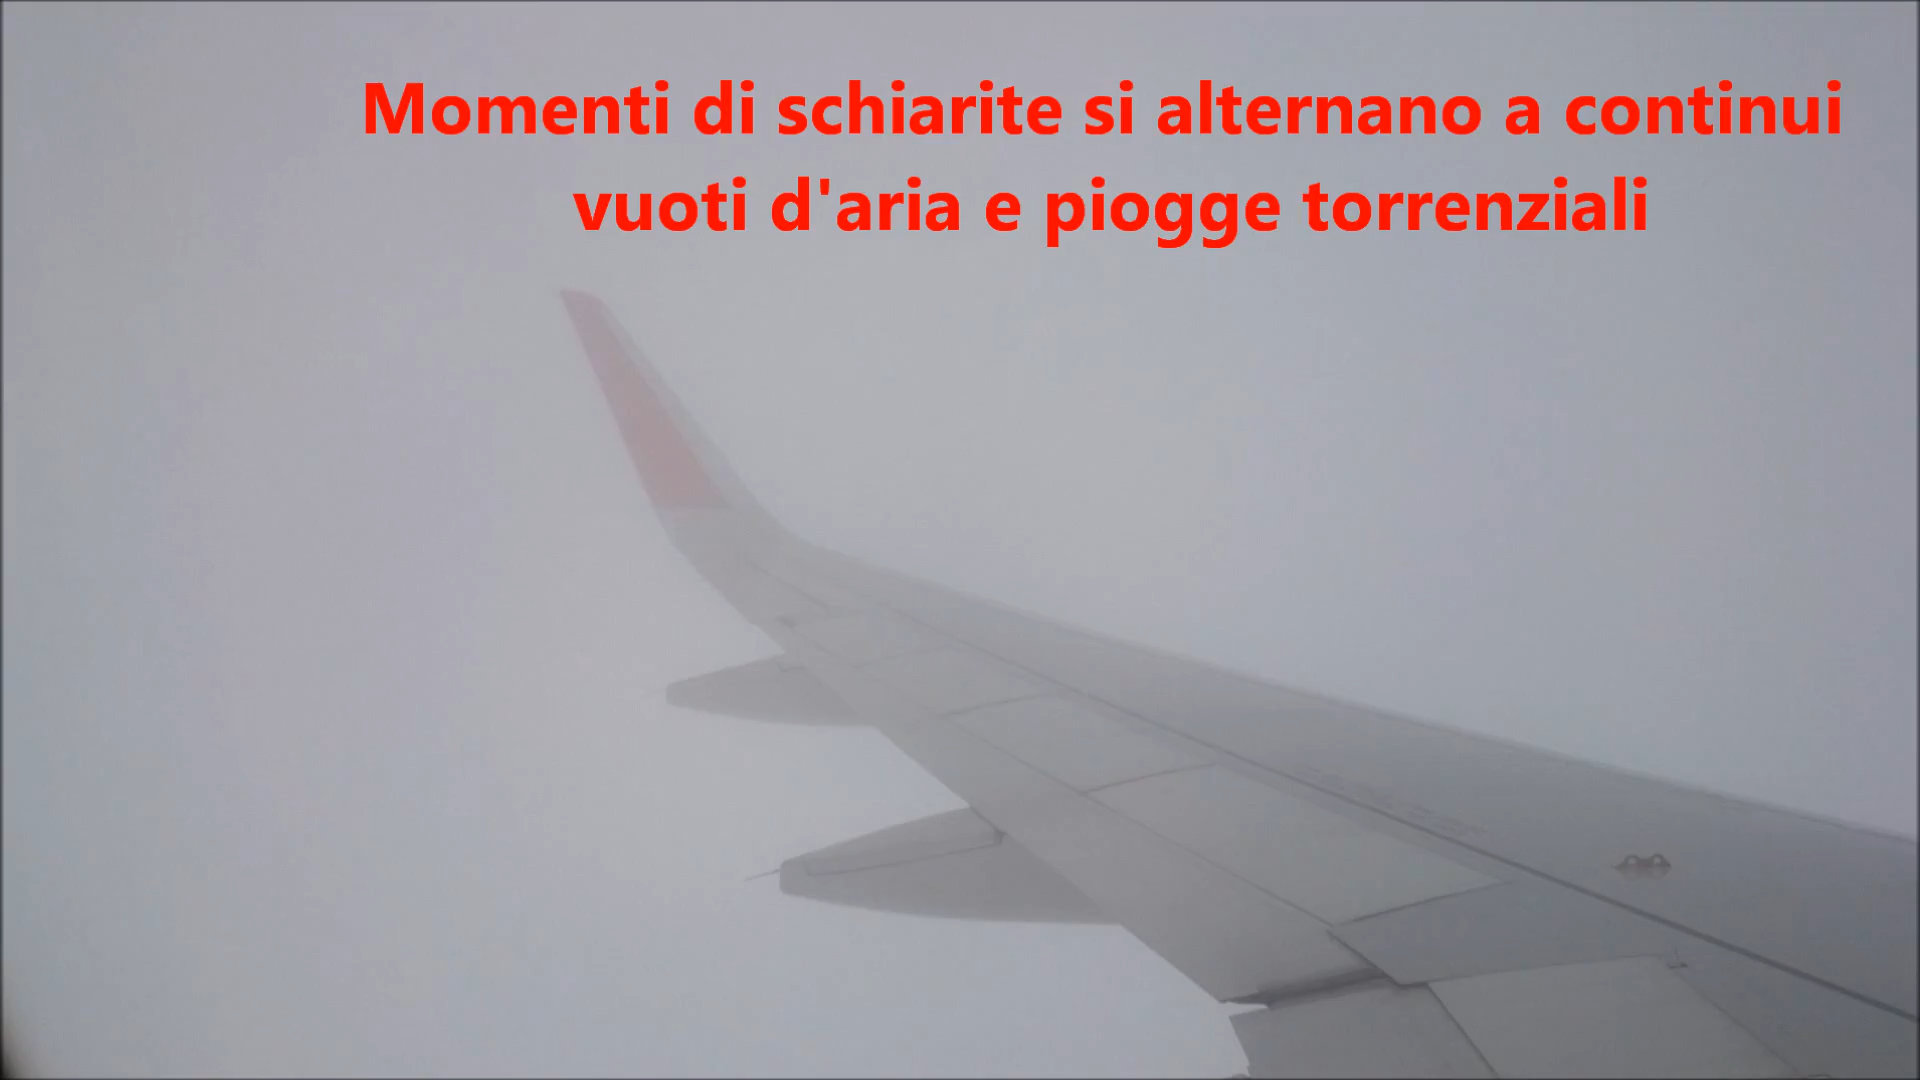 Momenti di schiarite si alternano a continui
vuoti d'aria e piogge torrenziali